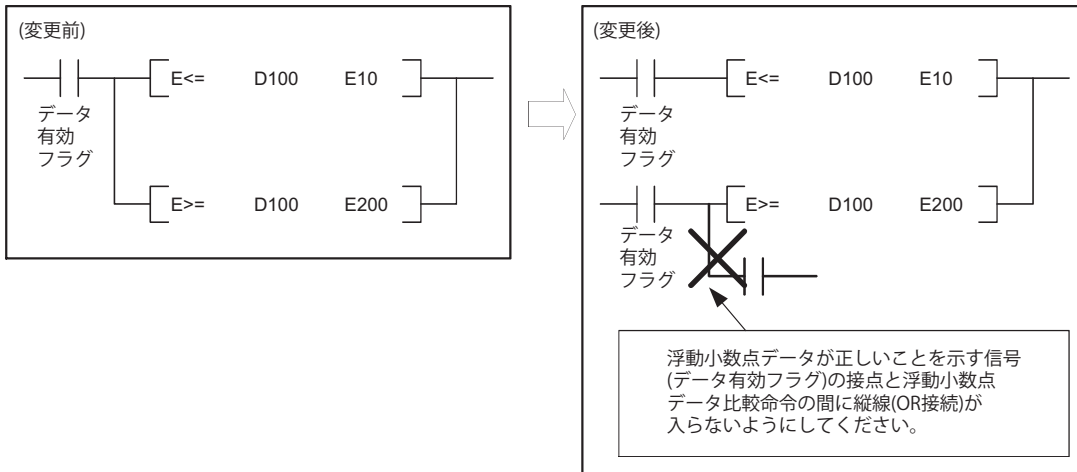 (変更前)
E<= D100 E10
データ
有効
フラグ
E>= D100 E200
(変更後)
E<= D100 E10
データ
有効
フラグ
E>= D100 E200
データ
有効
フラグ
浮動小数点データが正しいことを示す信号
(データ有効フラグ)の接点と浮動小数点
データ比較命令の間に縦線(OR接続)が
入らないようにしてください。